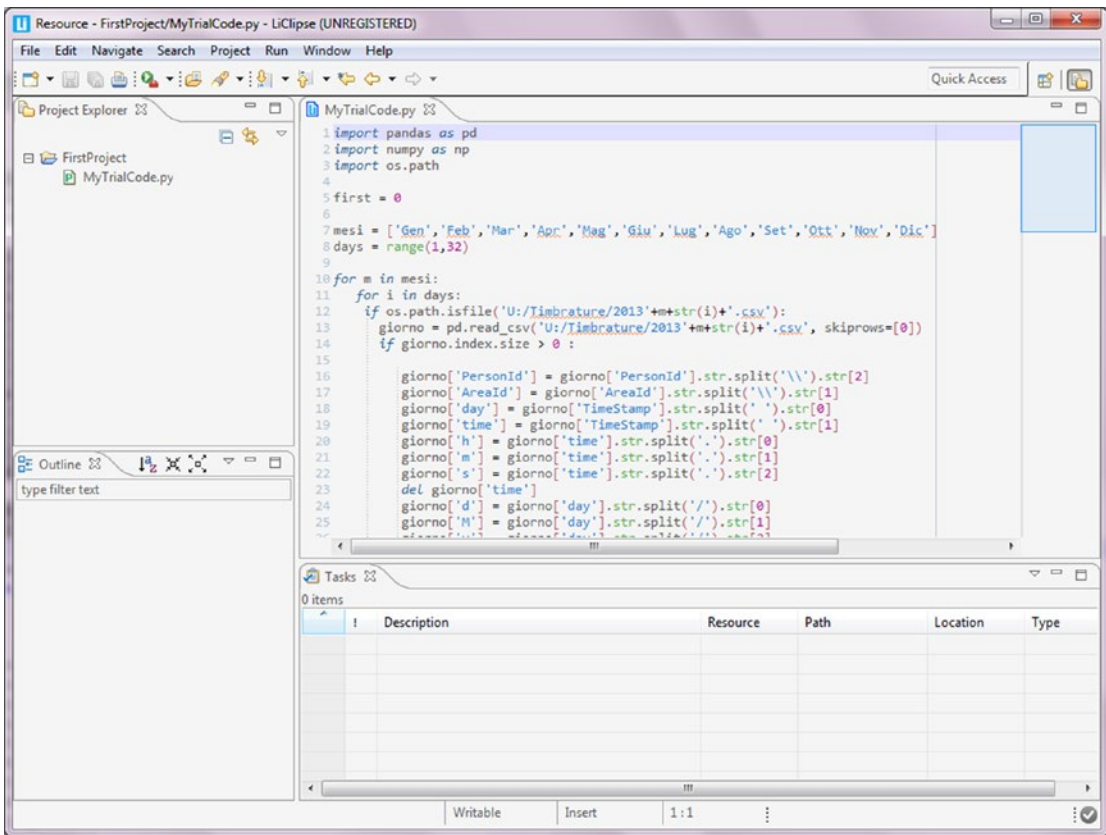 Resource - FirstProject/MyTrialCode.py - LiClipse (UNREGISTERED)
File Edit Navigate Search Project Run Window Help
Quick Access
Project Explorer
FirstProject
MyTrialCode.py
Outline
type filter text
MyTrialCode.py
1 import pandas as pd
2 import numpy as np
3 import os.path
4
5 first = 0
6
7 mesi = ['Gen','Feb','Mar','Apr','Mag','Giu','Lug','Ago','Set','Ott','Nov','Dic']
8 days = range(1,32)
9
10 for m in mesi:
11 for i in days:
12 if os.path.isfile('U:/Timbrature/2013'+m+str(i)+'.csv'):
13 giorno = pd.read_csv('U:/Timbrature/2013'+m+str(i)+'.csv', skiprows=[0])
14 if giorno.index.size > 0 :
15
16 giorno['PersonId'] = giorno['PersonId'].str.split('\\').str[2]
17 giorno['AreaId'] = giorno['AreaId'].str.split('\\').str[1]
18 giorno['day'] = giorno['TimeStamp'].str.split(' ').str[0]
19 giorno['time'] = giorno['TimeStamp'].str.split(' ').str[1]
20 giorno['h'] = giorno['time'].str.split('.').str[0]
21 giorno['m'] = giorno['time'].str.split('.').str[1]
22 giorno['s'] = giorno['time'].str.split('.').str[2]
23 del giorno['time']
24 giorno['d'] = giorno['day'].str.split('/').str[0]
25 giorno['M'] = giorno['day'].str.split('/').str[1]
Tasks
0 items
! Description Resource Path Location Type
Writable Insert 1:1